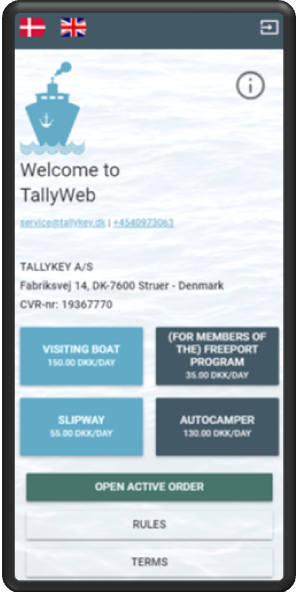 Welcome to
TallyWeb
service@tallykey.dk | +4540973063
TALLYKEY A/S
Fabriksvej 14, DK-7600 Struer - Denmark
CVR-nr: 19367770
VISITING BOAT
150.00 DKK/DAY
(FOR MEMBERS OF
THE) FREEPORT
PROGRAM
35.00 DKK/DAY
SLIPWAY
55.00 DKK/DAY
AUTOCAMPER
130.00 DKK/DAY
OPEN ACTIVE ORDER
RULES
TERMS